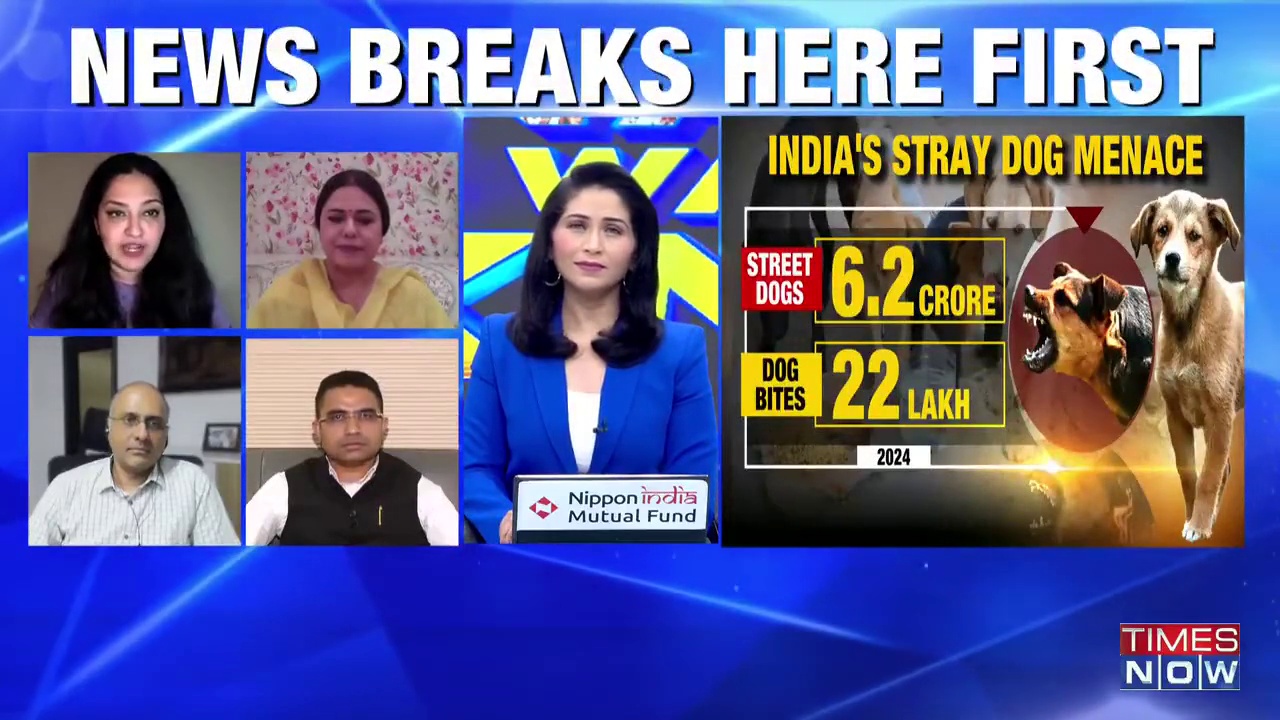 NEWS BREAKS HERE FIRST
INDIA'S STRAY DOG MENACE
STREET
DOGS
6.2 CRORE
DOG
BITES
22 LAKH
2024
Nippon india
Mutual Fund
TIMES
NOW